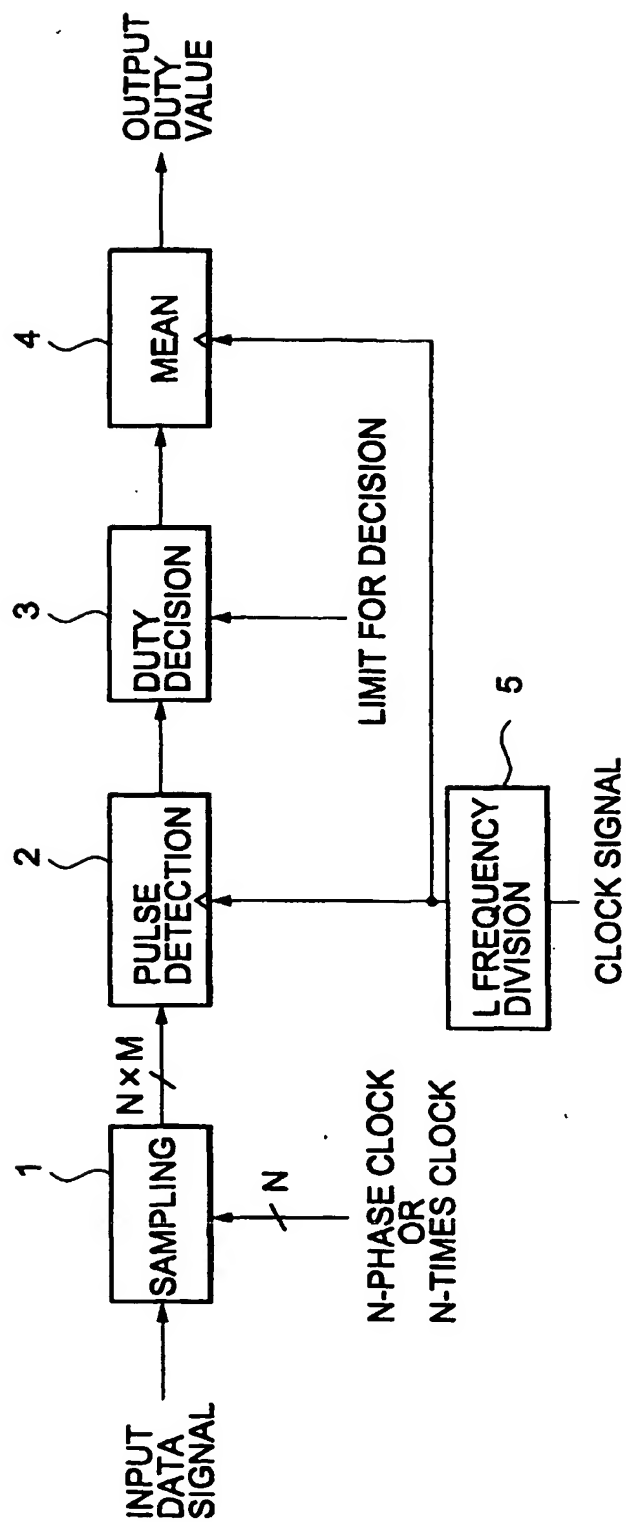 INPUT
DATA
SIGNAL
1
SAMPLING
N
N-PHASE CLOCK
OR
N-TIMES CLOCK
N×M
2
PULSE
DETECTION
3
DUTY
DECISION
LIMIT FOR DECISION
4
MEAN
OUTPUT
DUTY
VALUE
5
L FREQUENCY
DIVISION
CLOCK SIGNAL